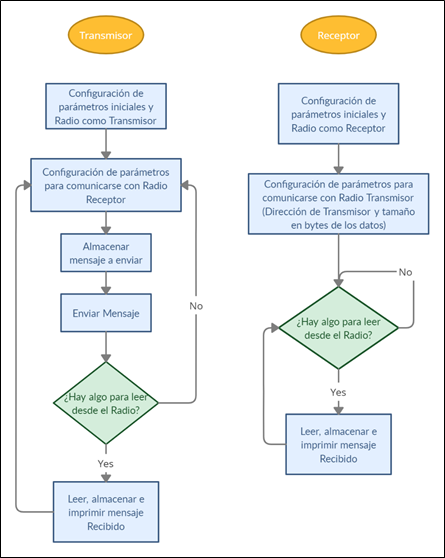 Transmisor
Configuración de
parámetros iniciales y
Radio como Transmisor
Configuración de parámetros
para comunicarse con Radio
Receptor
Almacenar
mensaje a enviar
Enviar Mensaje
No
¿Hay algo para leer
desde el Radio?
Yes
Leer, almacenar e
imprimir mensaje
Recibido
Receptor
Configuración de
parámetros iniciales y
Radio como Receptor
Configuración de parámetros para
comunicarse con Radio Transmisor
(Dirección de Transmisor y tamaño
en bytes de los datos)
No
¿Hay algo para leer
desde el Radio?
Yes
Leer, almacenar e
imprimir mensaje
Recibido